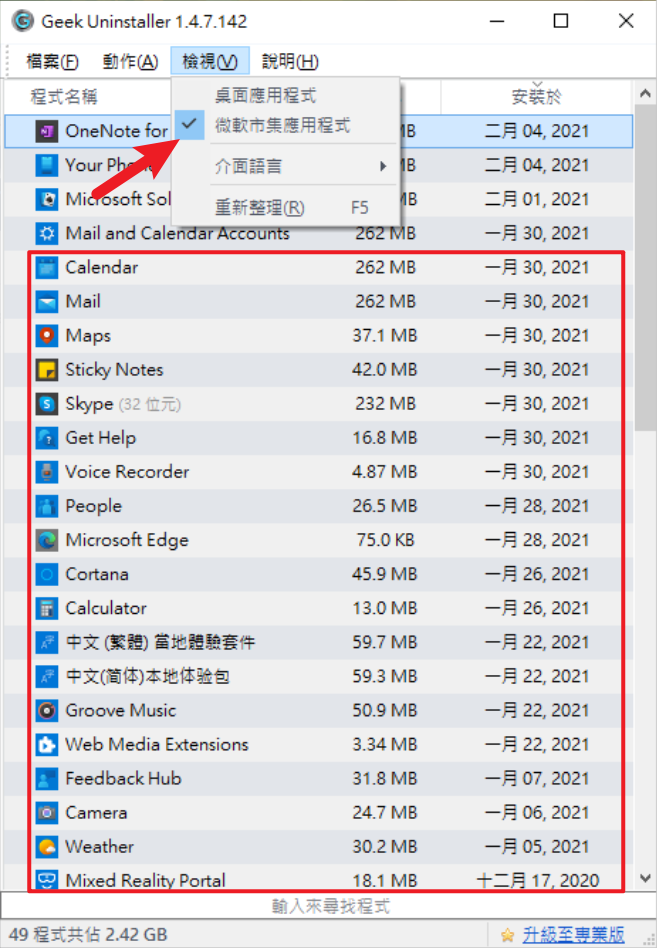 Geek Uninstaller 1.4.7.142
檔案(F) 動作(A) 檢視(V) 說明(H)
程式名稱 安裝於
桌面應用程式
微軟市集應用程式
介面語言
重新整理(R) F5
OneNote for MB 二月 04, 2021
Your Phone MB 二月 04, 2021
Microsoft Sol MB 二月 01, 2021
Mail and Calendar Accounts 262 MB 一月 30, 2021
Calendar 262 MB 一月 30, 2021
Mail 262 MB 一月 30, 2021
Maps 37.1 MB 一月 30, 2021
Sticky Notes 42.0 MB 一月 30, 2021
Skype (32 位元) 232 MB 一月 30, 2021
Get Help 16.8 MB 一月 30, 2021
Voice Recorder 4.87 MB 一月 30, 2021
People 26.5 MB 一月 28, 2021
Microsoft Edge 75.0 KB 一月 28, 2021
Cortana 45.9 MB 一月 26, 2021
Calculator 13.0 MB 一月 26, 2021
中文 (繁體) 當地語體驗套件 59.7 MB 一月 22, 2021
中文(简体)本地体验包 59.3 MB 一月 22, 2021
Groove Music 50.9 MB 一月 22, 2021
Web Media Extensions 3.34 MB 一月 22, 2021
Feedback Hub 31.8 MB 一月 07, 2021
Camera 24.7 MB 一月 06, 2021
Weather 30.2 MB 一月 05, 2021
Mixed Reality Portal 18.1 MB 十二月 17, 2020
輸入來尋找程式
49 程式共佔 2.42 GB 升級至專業版